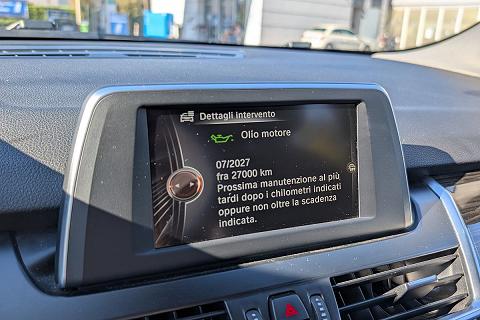 Dettagli intervento
Olio motore
07/2027
fra 27000 km
Prossima manutenzione al più
tardi dopo i chilometri indicati
oppure non oltre la scadenza
indicata.